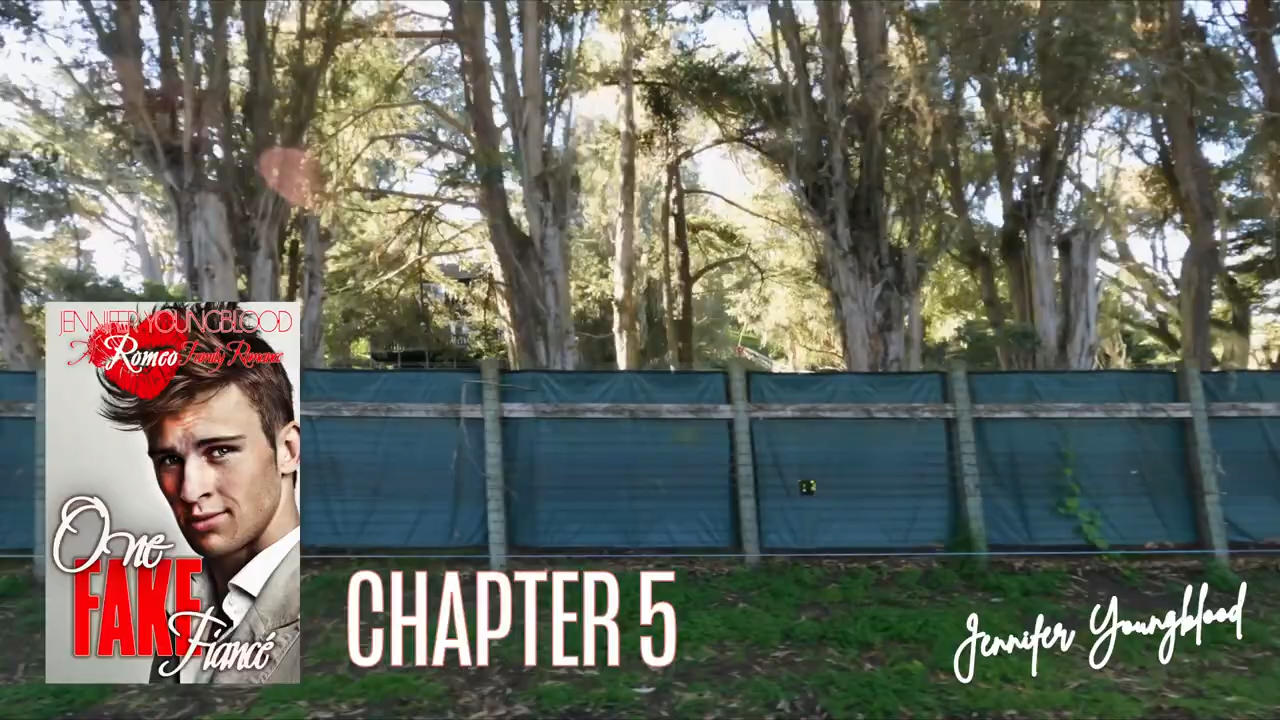 JENNIFER YOUNGBLOOD
A Romeo Family Romance
One
FAKE
Fiancé
CHAPTER 5
Jennifer Youngblood